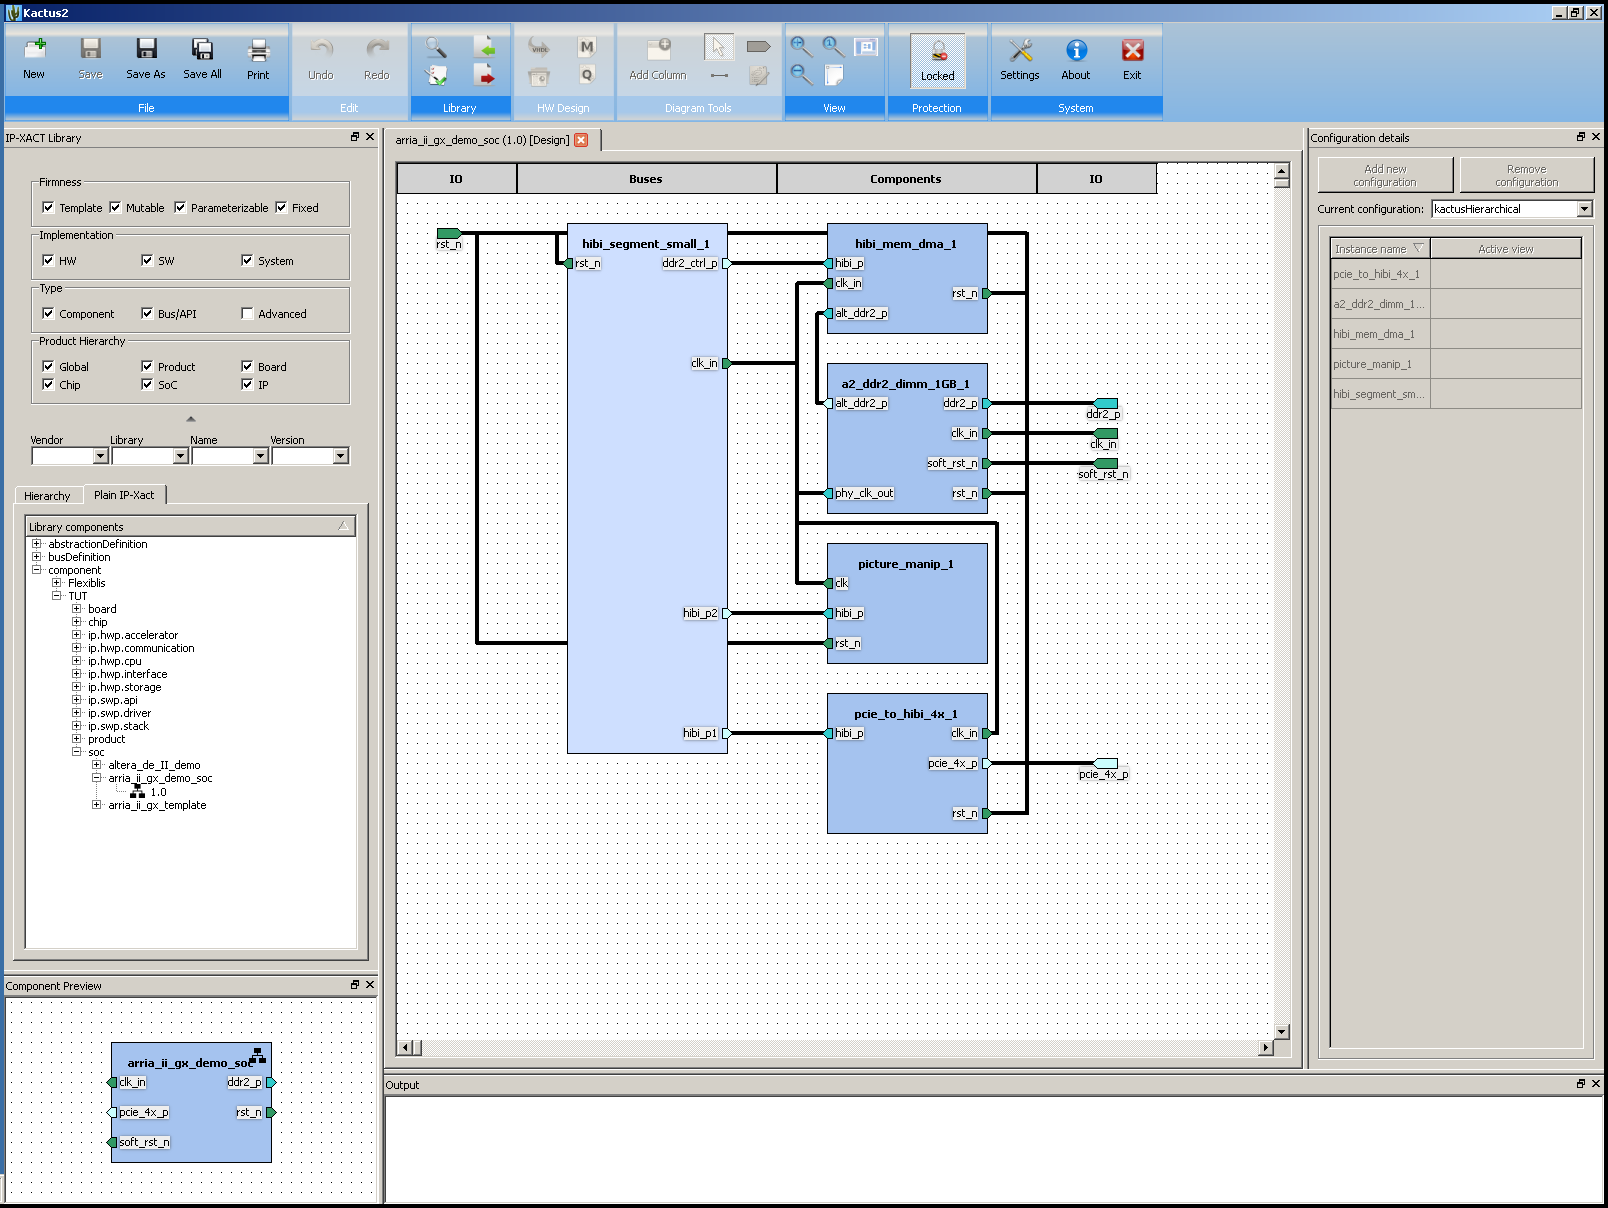 Kactus2
New
Save
Save As
Save All
Print
File
Undo
Redo
Edit
Library
VHDL
M
Q
HW Design
Add Column
Diagram Tools
1
View
Locked
Protection
Settings
About
Exit
System
IP-XACT Library
Firmness
Template
Mutable
Parameterizable
Fixed
Implementation
HW
SW
System
Type
Component
Bus/API
Advanced
Product Hierarchy
Global
Product
Board
Chip
SoC
IP
Vendor
Library
Name
Version
Hierarchy
Plain IP-Xact
Library components
abstractionDefinition
busDefinition
component
Flexiblis
TUT
board
chip
ip.hwp.accelerator
ip.hwp.communication
ip.hwp.cpu
ip.hwp.interface
ip.hwp.storage
ip.swp.api
ip.swp.driver
ip.swp.stack
product
soc
altera_de_II_demo
arria_ii_gx_demo_soc
1.0
arria_ii_gx_template
Component Preview
arria_ii_gx_demo_soc
clk_in
ddr2_p
pcie_4x_p
rst_n
soft_rst_n
arria_ii_gx_demo_soc (1.0) [Design]
IO
Buses
Components
IO
rst_n
hibi_segment_small_1
rst_n
ddr2_ctrl_p
clk_in
hibi_p2
hibi_p1
hibi_mem_dma_1
hibi_p
clk_in
rst_n
alt_ddr2_p
a2_ddr2_dimm_1GB_1
alt_ddr2_p
ddr2_p
clk_in
soft_rst_n
phy_clk_out
rst_n
picture_manip_1
clk
hibi_p
rst_n
pcie_to_hibi_4x_1
hibi_p
clk_in
pcie_4x_p
rst_n
ddr2_p
clk_in
soft_rst_n
pcie_4x_p
Output
Configuration details
Add new
configuration
Remove
configuration
Current configuration:
kactusHierarchical
Instance name
Active view
pcie_to_hibi_4x_1
a2_ddr2_dimm_1...
hibi_mem_dma_1
picture_manip_1
hibi_segment_sm...